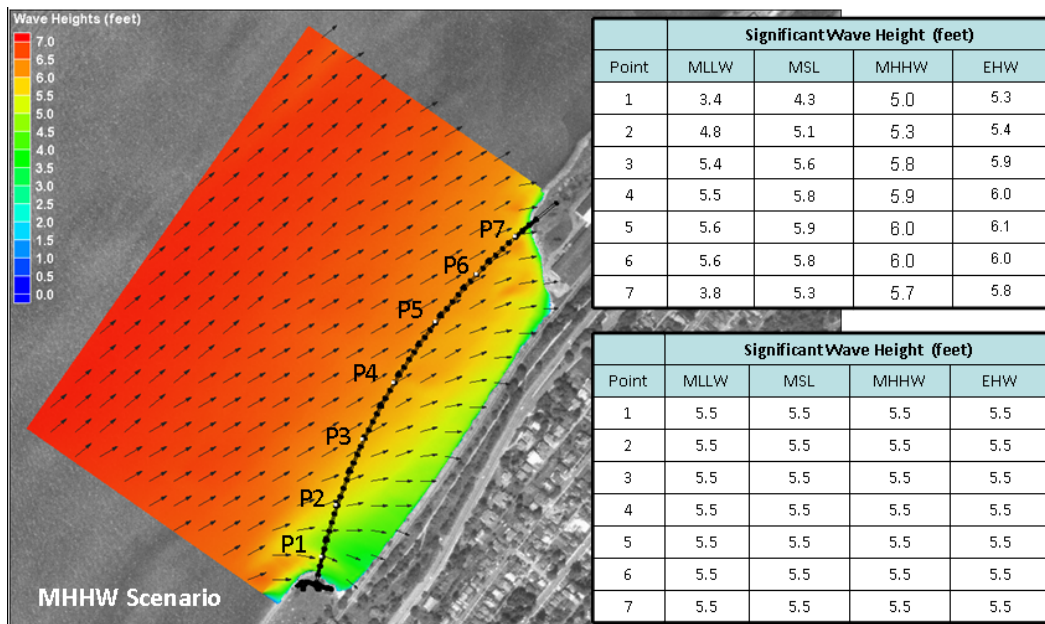 Wave Heights (feet)
7.0
6.5
6.0
5.5
5.0
4.5
4.0
3.5
3.0
2.5
2.0
1.5
1.0
0.5
0.0
P7
P6
P5
P4
P3
P2
P1
MHHW Scenario
Significant Wave Height (feet)
Point MLLW MSL MHHW EHW
1 3.4 4.3 5.0 5.3
2 4.8 5.1 5.3 5.4
3 5.4 5.6 5.8 5.9
4 5.5 5.8 5.9 6.0
5 5.6 5.9 6.0 6.1
6 5.6 5.8 6.0 6.0
7 3.8 5.3 5.7 5.8
Significant Wave Height (feet)
Point MLLW MSL MHHW EHW
1 5.5 5.5 5.5 5.5
2 5.5 5.5 5.5 5.5
3 5.5 5.5 5.5 5.5
4 5.5 5.5 5.5 5.5
5 5.5 5.5 5.5 5.5
6 5.5 5.5 5.5 5.5
7 5.5 5.5 5.5 5.5